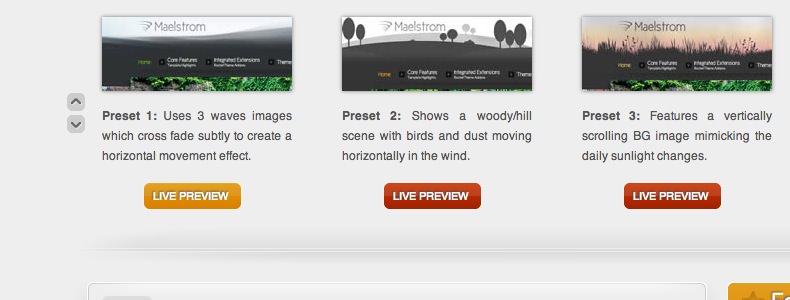 Maelstrom
Home Core Features Integrated Extensions Theme
Template Highlights RocketTheme Addons
Maelstrom
Home Core Features Integrated Extensions Them
Template Highlights RocketTheme Addons
Maelstrom
Home Core Features Integrated Extensions Theme
Template Highlights RocketTheme Addons
Preset 1: Uses 3 waves images
which cross fade subtly to create a
horizontal movement effect.
LIVE PREVIEW
Preset 2: Shows a woody/hill
scene with birds and dust moving
horizontally in the wind.
LIVE PREVIEW
Preset 3: Features a vertically
scrolling BG image mimicking the
daily sunlight changes.
LIVE PREVIEW